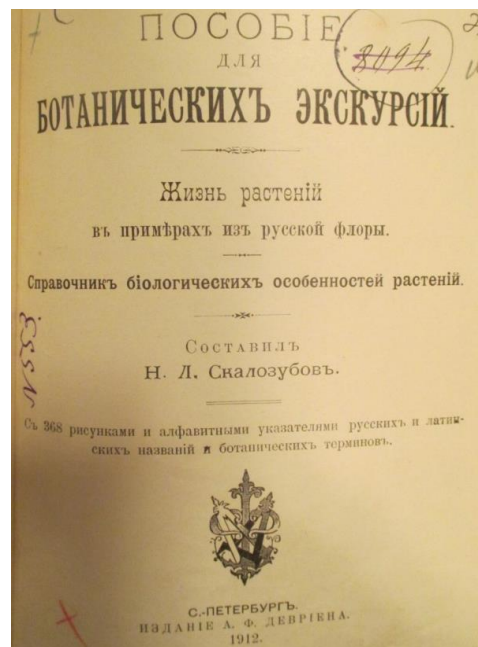 ПОСОБІЕ
8094
ДЛЯ
БОТАНИЧЕСКИХЪ ЭКСКУРСІЙ.
Жизнь растеній
въ примѣрахъ изъ русской флоры.
Справочникъ біологическихъ особенностей растеній.
СОСТАВИЛЪ
Н. Л. Скалозубовъ.
Съ 368 рисунками и алфавитными указателями русскихъ и латин-
скихъ названій и ботаническихъ терминовъ.
С.-ПЕТЕРБУРГЪ.
ИЗДАНІЕ А. Ф. ДЕВРІЕНА.
1912.